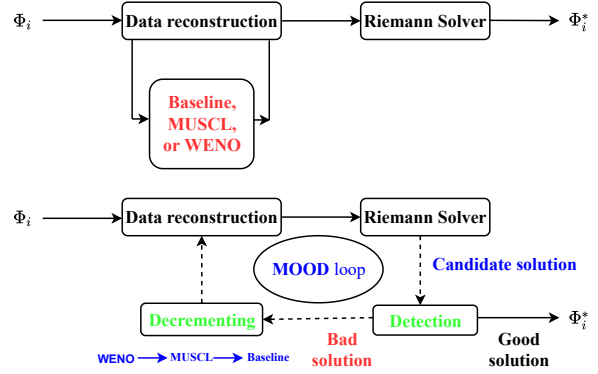 Φᵢ Data reconstruction Riemann Solver Φᵢ*
Baseline,
MUSCL,
or WENO
Φᵢ Data reconstruction Riemann Solver
MOOD loop Candidate solution
Decrementing Detection Φᵢ*
Bad
solution
Good
solution
WENO MUSCL Baseline